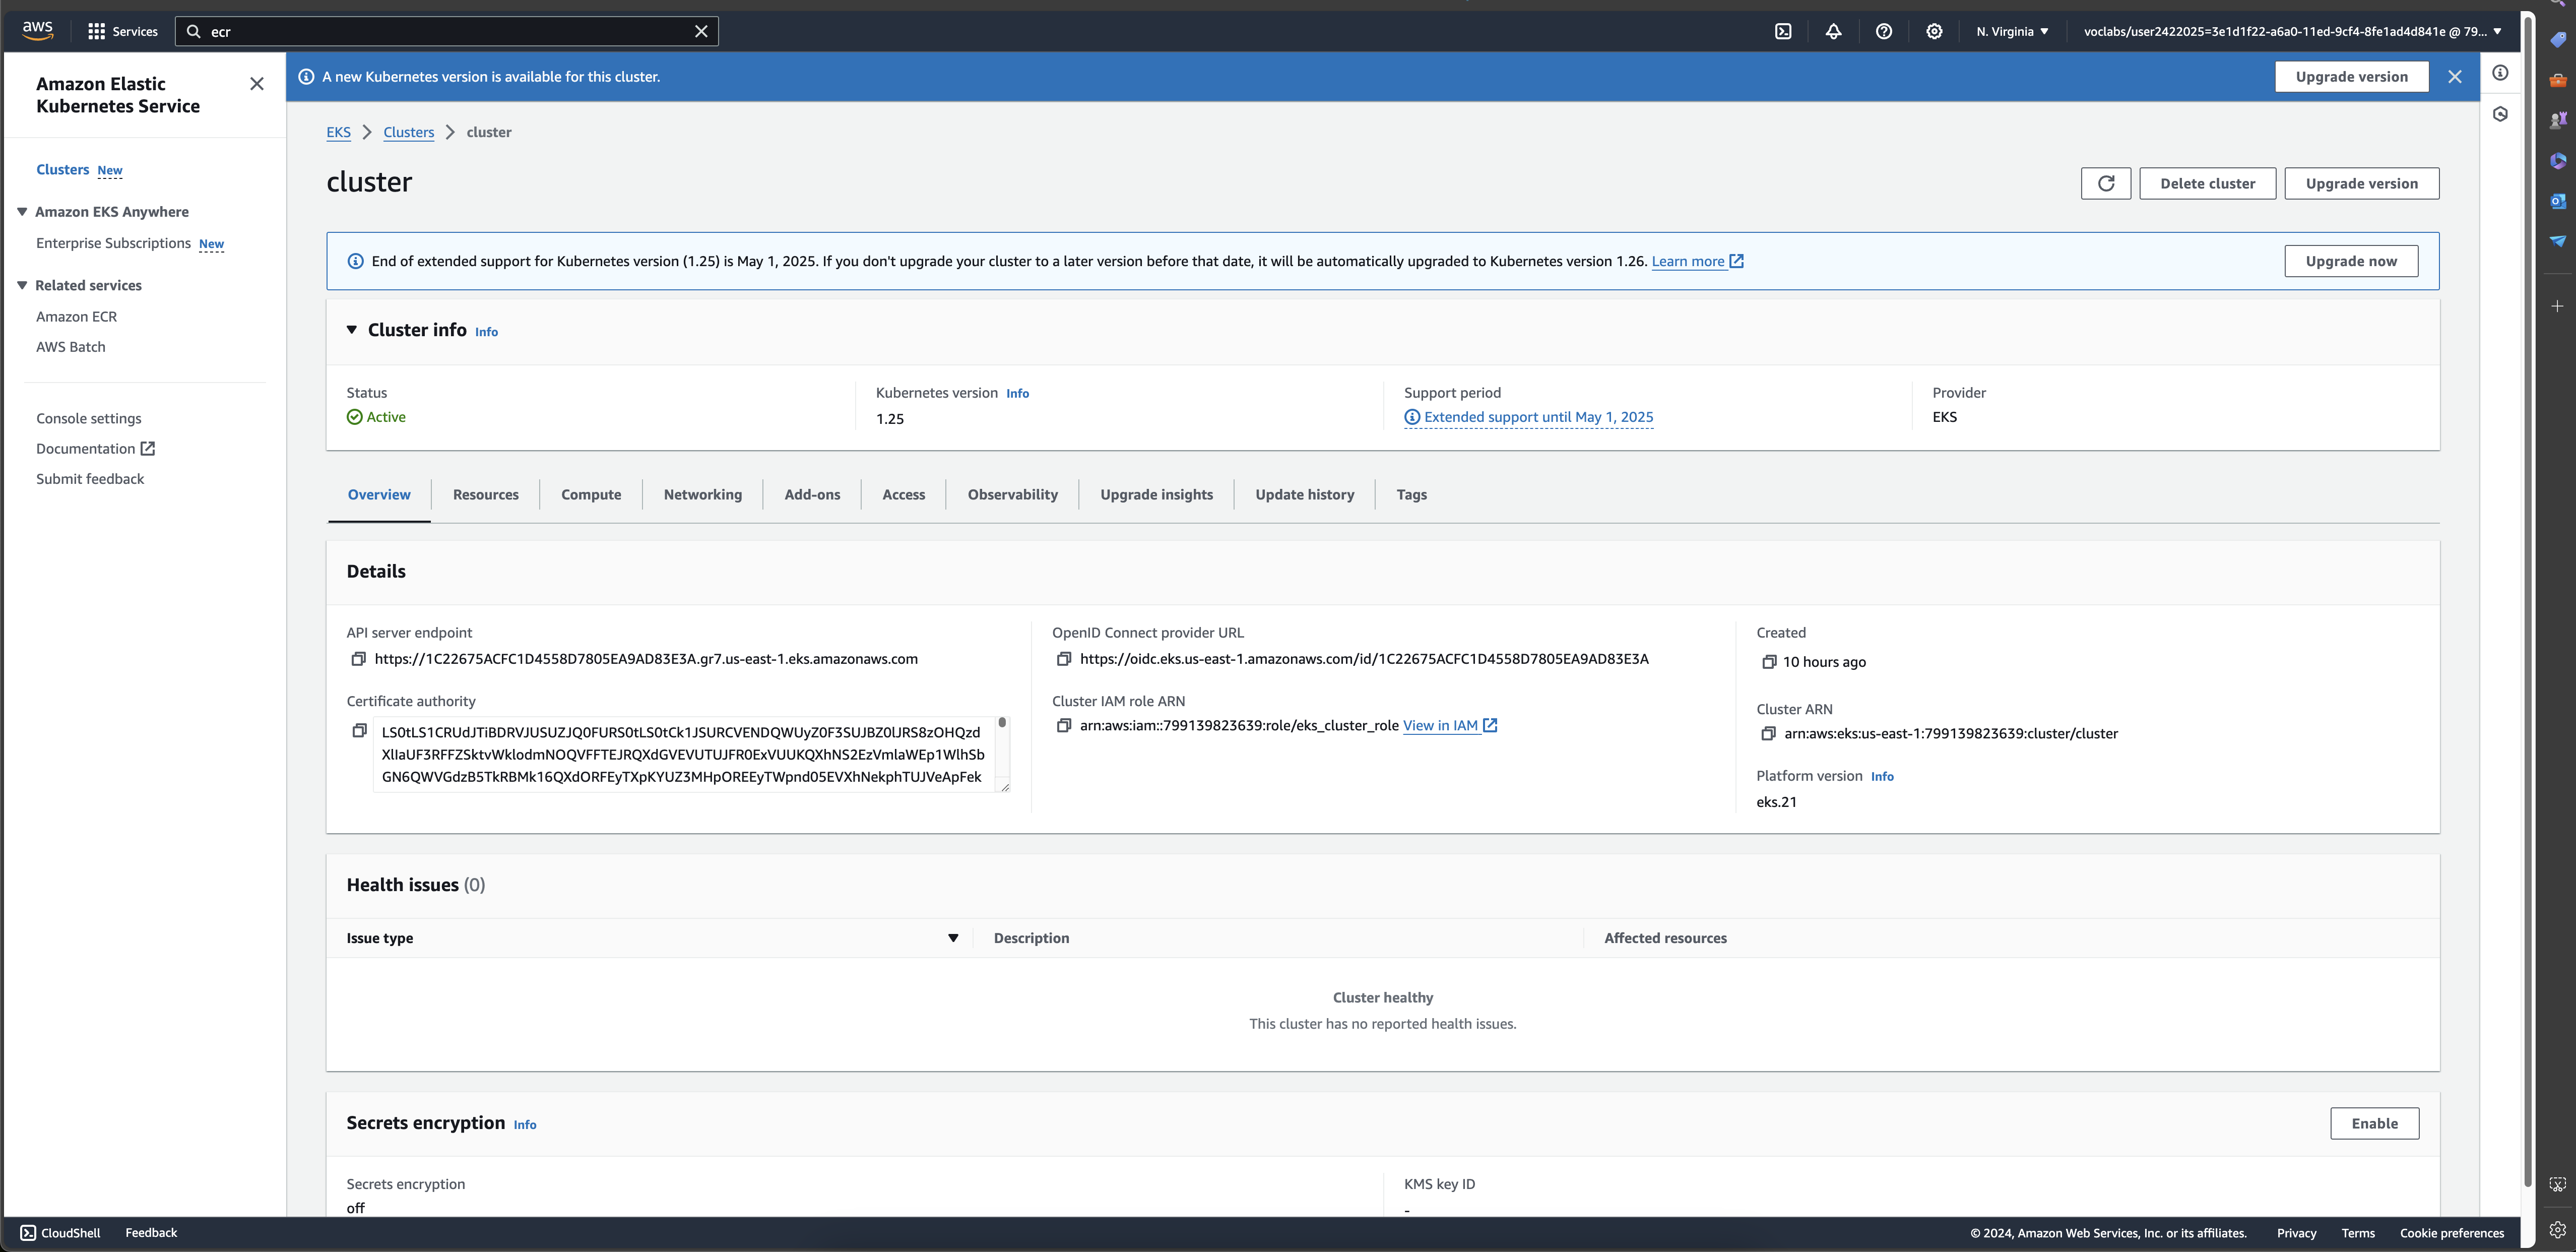 aws
Services
ecr
N. Virginia
voclabs/user2422025=3e1d1f22-a6a0-11ed-9cf4-8fe1ad4d841e @ 79...
Amazon Elastic
Kubernetes Service
Clusters New
Amazon EKS Anywhere
Enterprise Subscriptions New
Related services
Amazon ECR
AWS Batch
Console settings
Documentation
Submit feedback
A new Kubernetes version is available for this cluster.
Upgrade version
EKS
Clusters
cluster
cluster
Delete cluster
Upgrade version
End of extended support for Kubernetes version (1.25) is May 1, 2025. If you don't upgrade your cluster to a later version before that date, it will be automatically upgraded to Kubernetes version 1.26. Learn more
Upgrade now
Cluster info Info
Status
Active
Kubernetes version Info
1.25
Support period
Extended support until May 1, 2025
Provider
EKS
Overview
Resources
Compute
Networking
Add-ons
Access
Observability
Upgrade insights
Update history
Tags
Details
API server endpoint
https://1C22675ACFC1D4558D7805EA9AD83E3A.gr7.us-east-1.eks.amazonaws.com
Certificate authority
OpenID Connect provider URL
https://oidc.eks.us-east-1.amazonaws.com/id/1C22675ACFC1D4558D7805EA9AD83E3A
Cluster IAM role ARN
arn:aws:iam::799139823639:role/eks_cluster_role View in IAM
Created
10 hours ago
Cluster ARN
arn:aws:eks:us-east-1:799139823639:cluster/cluster
Platform version Info
eks.21
Health issues (0)
Issue type
Description
Affected resources
Cluster healthy
This cluster has no reported health issues.
Secrets encryption Info
Enable
Secrets encryption
off
KMS key ID
-
CloudShell
Feedback
© 2024, Amazon Web Services, Inc. or its affiliates.
Privacy
Terms
Cookie preferences